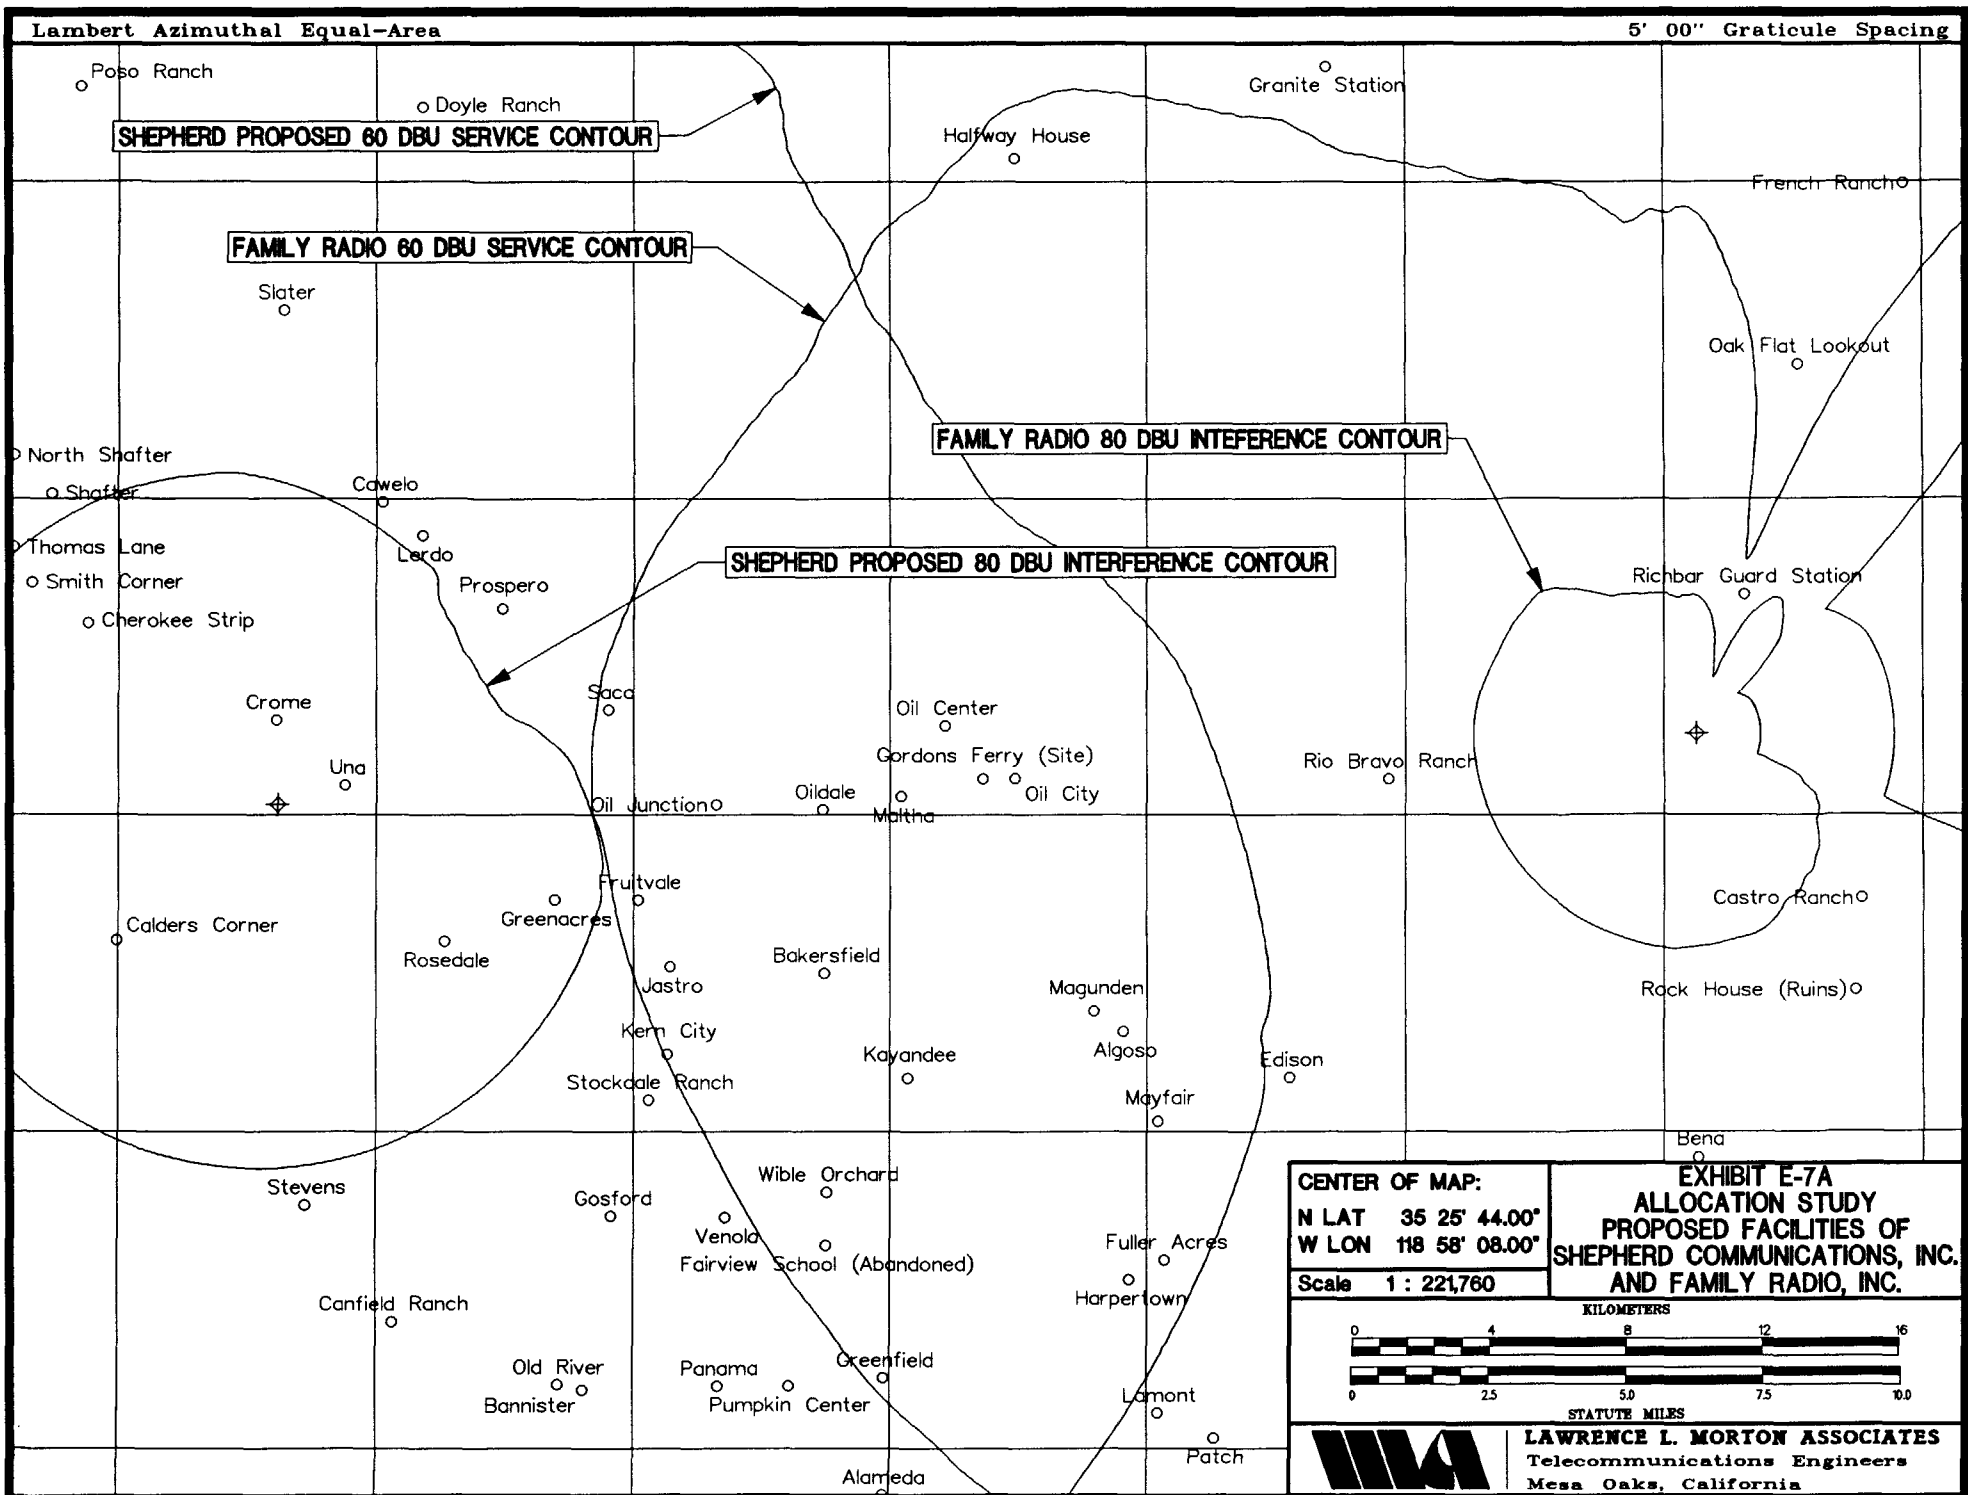 Lambert Azimuthal Equal-Area
5' 00" Graticule Spacing
Poso Ranch
Doyle Ranch
Granite Station
SHEPHERD PROPOSED 60 DBU SERVICE CONTOUR
Halfway House
French Ranch
FAMILY RADIO 60 DBU SERVICE CONTOUR
Slater
Oak Flat Lookout
FAMILY RADIO 80 DBU INTEFERENCE CONTOUR
North Shafter
Shafter
Cawelo
Thomas Lane
Lerdo
SHEPHERD PROPOSED 80 DBU INTERFERENCE CONTOUR
Smith Corner
Prospero
Richbar Guard Station
Cherokee Strip
Crome
Saco
Oil Center
Una
Gordons Ferry (Site)
Rio Bravo Ranch
Oil Junction
Oildale
Oil City
Maltha
Fruitvale
Greenacres
Castro Ranch
Calders Corner
Rosedale
Bakersfield
Jastro
Magunden
Rock House (Ruins)
Kern City
Kayandee
Algoso
Edison
Stockdale Ranch
Mayfair
Bena
Stevens
Gosford
Wible Orchard
Venola
Fairview School (Abandoned)
Fuller Acres
Harpertown
Canfield Ranch
Old River
Bannister
Panama
Pumpkin Center
Greenfield
Lamont
Patch
Alameda
CENTER OF MAP:
N LAT 35 25' 44.00"
W LON 118 58' 08.00"
Scale 1 : 221,760
EXHIBIT E-7A
ALLOCATION STUDY
PROPOSED FACILITIES OF
SHEPHERD COMMUNICATIONS, INC.
AND FAMILY RADIO, INC.
KILOMETERS
0 4 8 12 16
0 2.5 5.0 7.5 10.0
STATUTE MILES
LAWRENCE L. MORTON ASSOCIATES
Telecommunications Engineers
Mesa Oaks, California